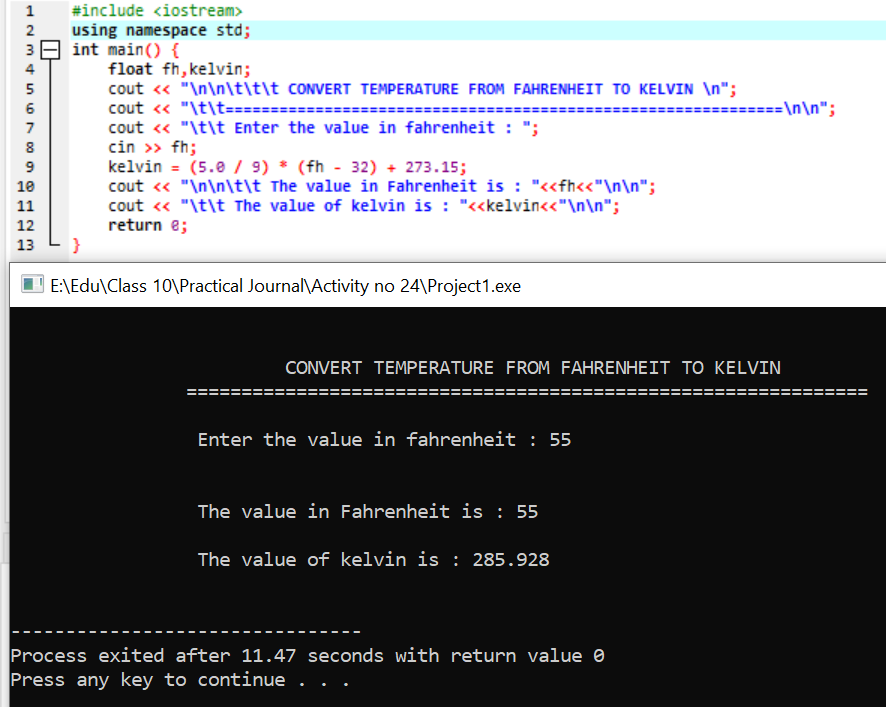 1 #include <iostream>
2 using namespace std;
3 int main() {
4 float fh,kelvin;
5 cout << "\n\n\t\t\t CONVERT TEMPERATURE FROM FAHRENHEIT TO KELVIN \n";
6 cout << "\t\t==============================================================\n\n";
7 cout << "\t\t Enter the value in fahrenheit : ";
8 cin >> fh;
9 kelvin = (5.0 / 9) * (fh - 32) + 273.15;
10 cout << "\n\n\t\t The value in Fahrenheit is : "<<fh<<"\n\n";
11 cout << "\t\t The value of kelvin is : "<<kelvin<<"\n\n";
12 return 0;
13 }
E:\Edu\Class 10\Practical Journal\Activity no 24\Project1.exe
CONVERT TEMPERATURE FROM FAHRENHEIT TO KELVIN
==============================================================
Enter the value in fahrenheit : 55
The value in Fahrenheit is : 55
The value of kelvin is : 285.928
--------------------------------
Process exited after 11.47 seconds with return value 0
Press any key to continue . . .